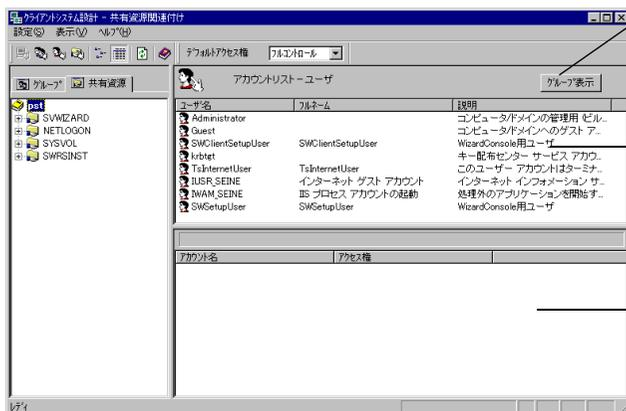 クライアントシステム設計 - 共有資源関連付け
設定(S) 表示(V) ヘルプ(H)
デフォルトアクセス権 フルコントロール
グループ 共有資源
アカウントリスト - ユーザ
グループ表示
pst
SVWIZARD
NETLOGON
SYSVOL
SWRSINST
ユーザ名 フルネーム 説明
Administrator コンピュータ/ドメインの管理用 (ビル...
Guest コンピュータ/ドメインへのゲスト ア...
SWClientSetupUser SWClientSetupUser WizardConsole用ユーザ
krbtgt キー配布センター サービス アカウ...
TsInternetUser TsInternetUser このユーザー アカウントはターミナ...
IUSR_SEINE インターネット ゲスト アカウント インターネット インフォメーション サ...
IWAM_SEINE IIS プロセス アカウントの起動 処理外のアプリケーションを開始す...
SWSetupUser SWSetupUser WizardConsole用ユーザ
アカウント名 アクセス権
レディ